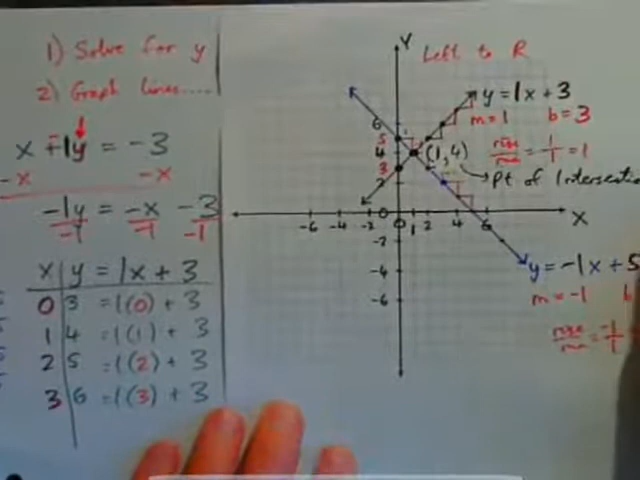 1) Solve for y
2) Graph lines.....
x -1y = -3
-x -x
-1y = -x -3
-1 -1 -1
x y = 1x + 3
0 3 = 1(0) + 3
1 4 = 1(1) + 3
2 5 = 1(2) + 3
3 6 = 1(3) + 3
Y
Left to R
y = 1x + 3
m = 1 b = 3
rise/run = 1/1 = 1
(1,4)
Pt of Intersectio
6
5
4
3
2
0
-2
-4
-6
-6 -4 -2 0 1 2 4 6
X
y = -1x + 5
m = -1 b
rise/run = -1/1